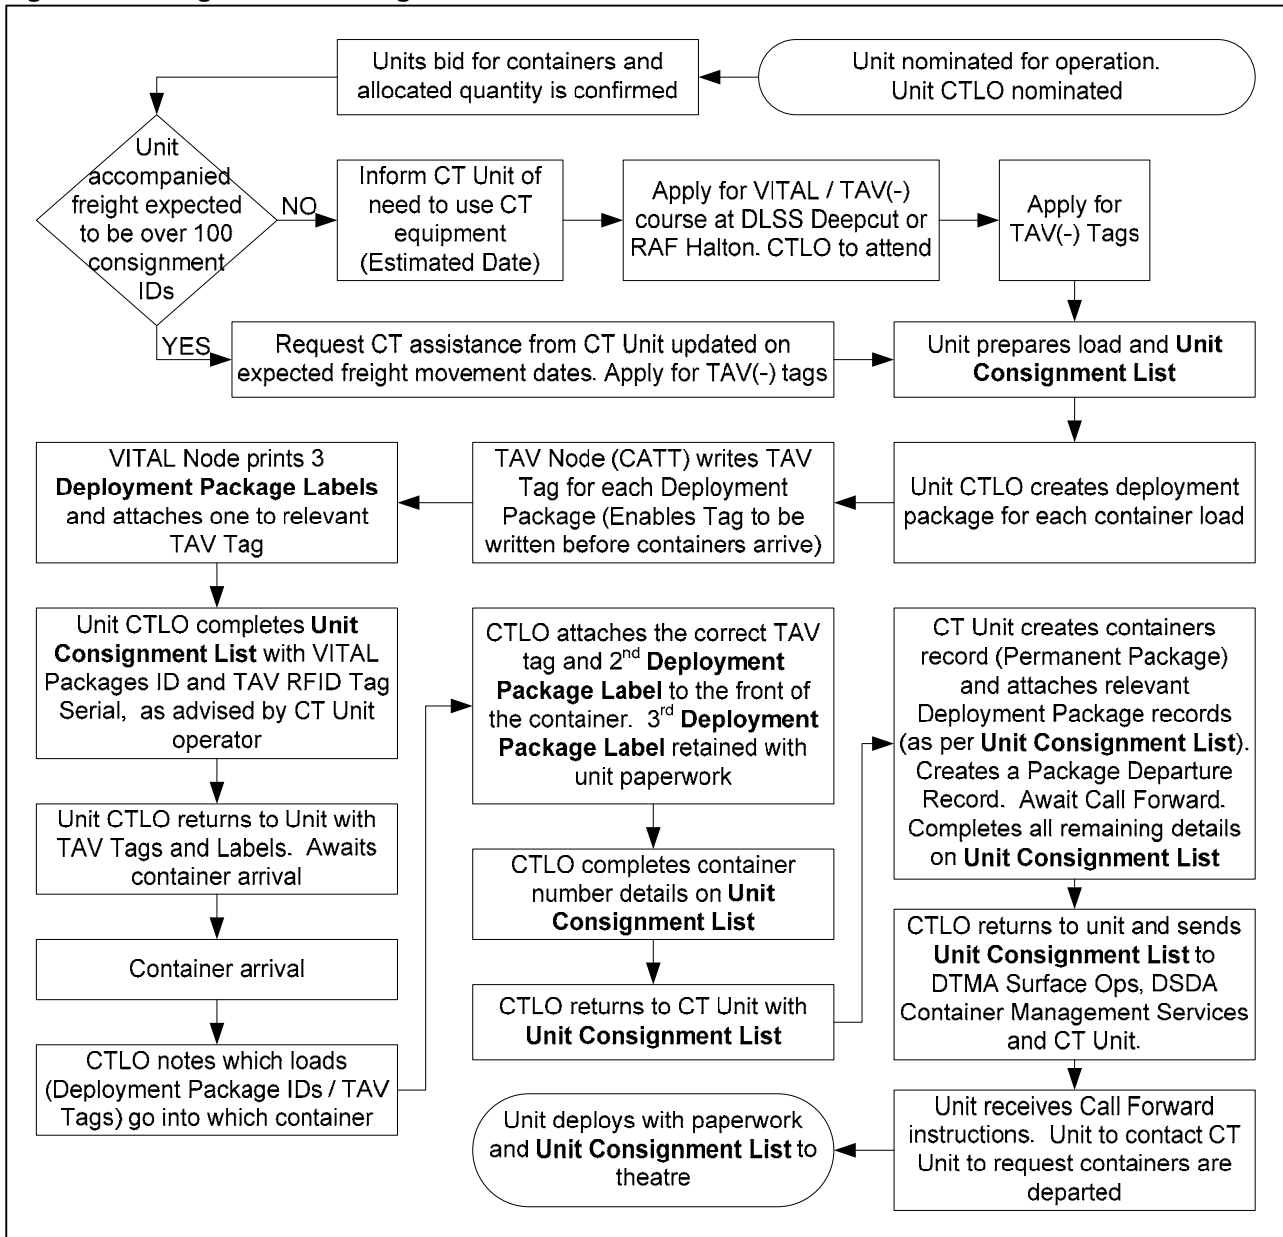 Unit nominated for operation.
Unit CTLO nominated
Units bid for containers and
allocated quantity is confirmed
Unit
accompanied
freight expected
to be over 100
consignment
IDs
NO
Inform CT Unit of
need to use CT
equipment
(Estimated Date)
Apply for VITAL / TAV(-)
course at DLSS Deepcut or
RAF Halton. CTLO to attend
Apply for
TAV(-) Tags
YES
Request CT assistance from CT Unit updated on
expected freight movement dates. Apply for TAV(-) tags
Unit prepares load and Unit
Consignment List
Unit CTLO creates deployment
package for each container load
TAV Node (CATT) writes TAV
Tag for each Deployment
Package (Enables Tag to be
written before containers arrive)
VITAL Node prints 3
Deployment Package Labels
and attaches one to relevant
TAV Tag
Unit CTLO completes Unit
Consignment List with VITAL
Packages ID and TAV RFID Tag
Serial, as advised by CT Unit
operator
Unit CTLO returns to Unit with
TAV Tags and Labels. Awaits
container arrival
Container arrival
CTLO notes which loads
(Deployment Package IDs / TAV
Tags) go into which container
CTLO attaches the correct TAV
tag and 2nd Deployment
Package Label to the front of
the container. 3rd Deployment
Package Label retained with
unit paperwork
CTLO completes container
number details on Unit
Consignment List
CTLO returns to CT Unit with
Unit Consignment List
CT Unit creates containers
record (Permanent Package)
and attaches relevant
Deployment Package records
(as per Unit Consignment List).
Creates a Package Departure
Record. Await Call Forward.
Completes all remaining details
on Unit Consignment List
CTLO returns to unit and sends
Unit Consignment List to
DTMA Surface Ops, DSDA
Container Management Services
and CT Unit.
Unit receives Call Forward
instructions. Unit to contact CT
Unit to request containers are
departed
Unit deploys with paperwork
and Unit Consignment List to
theatre